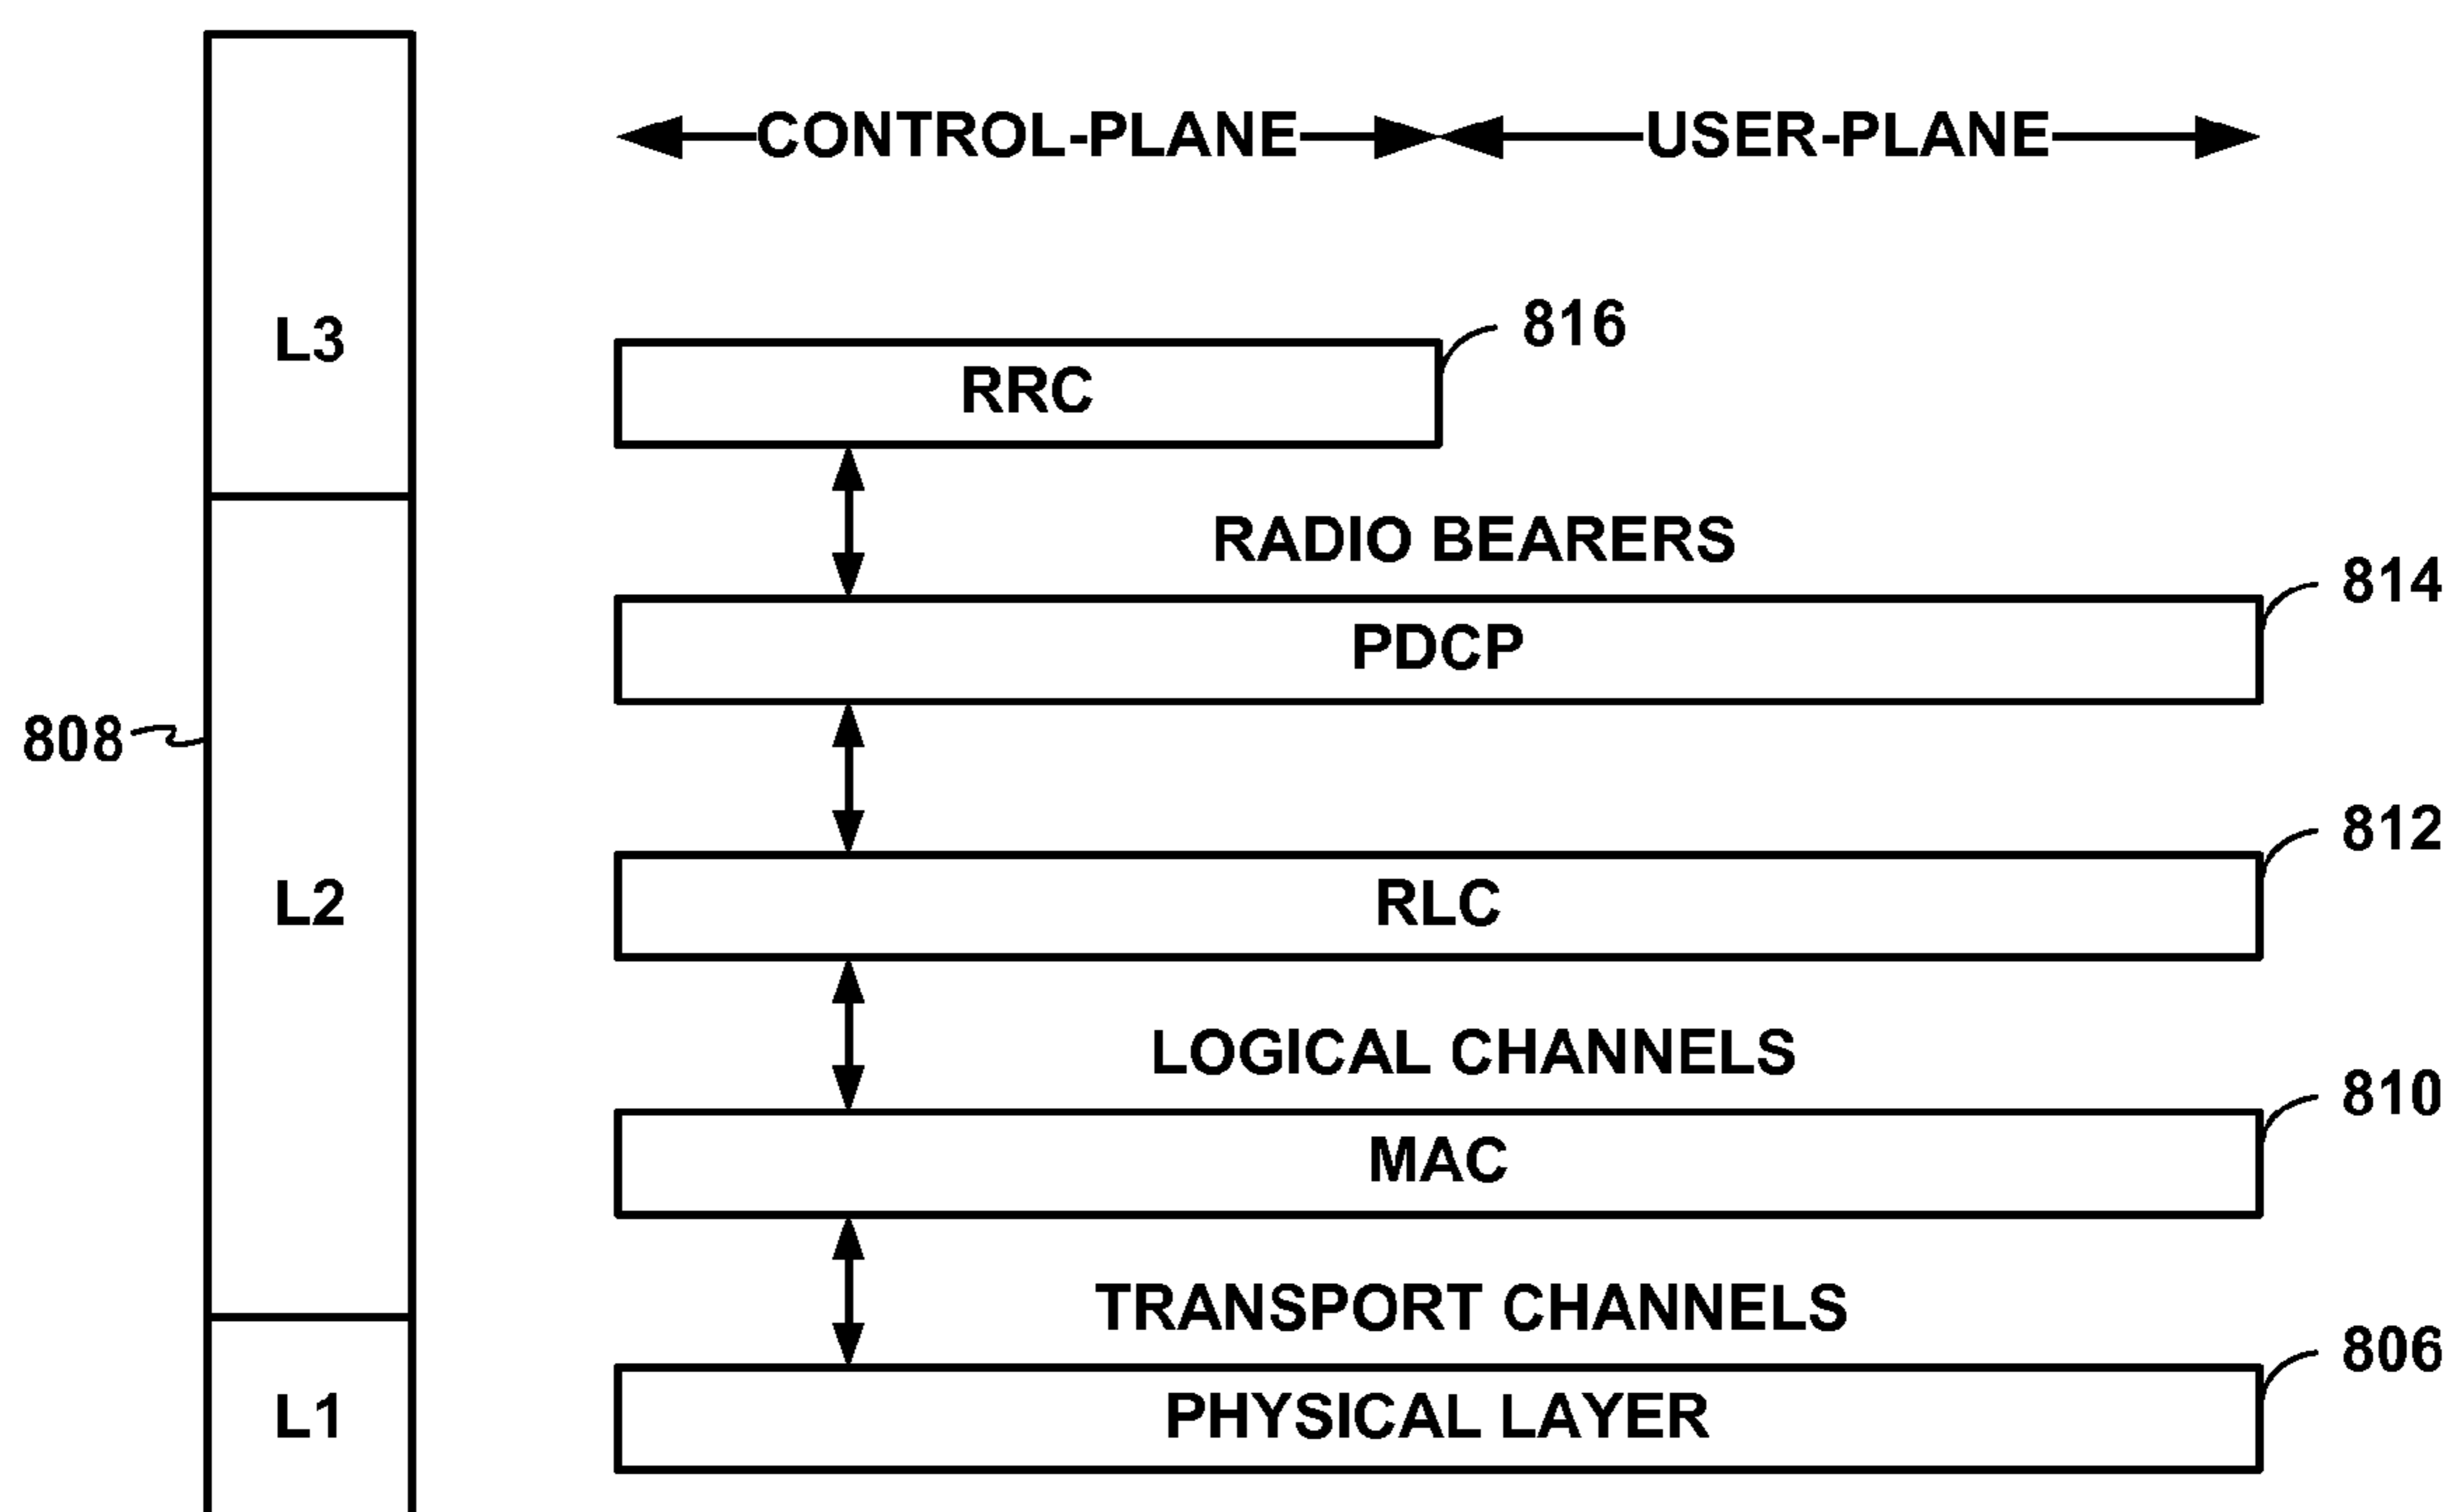 CONTROL-PLANE USER-PLANE
L3
816
RRC
RADIO BEARERS
814
PDCP
808
812
L2
RLC
LOGICAL CHANNELS
810
MAC
TRANSPORT CHANNELS
806
L1
PHYSICAL LAYER